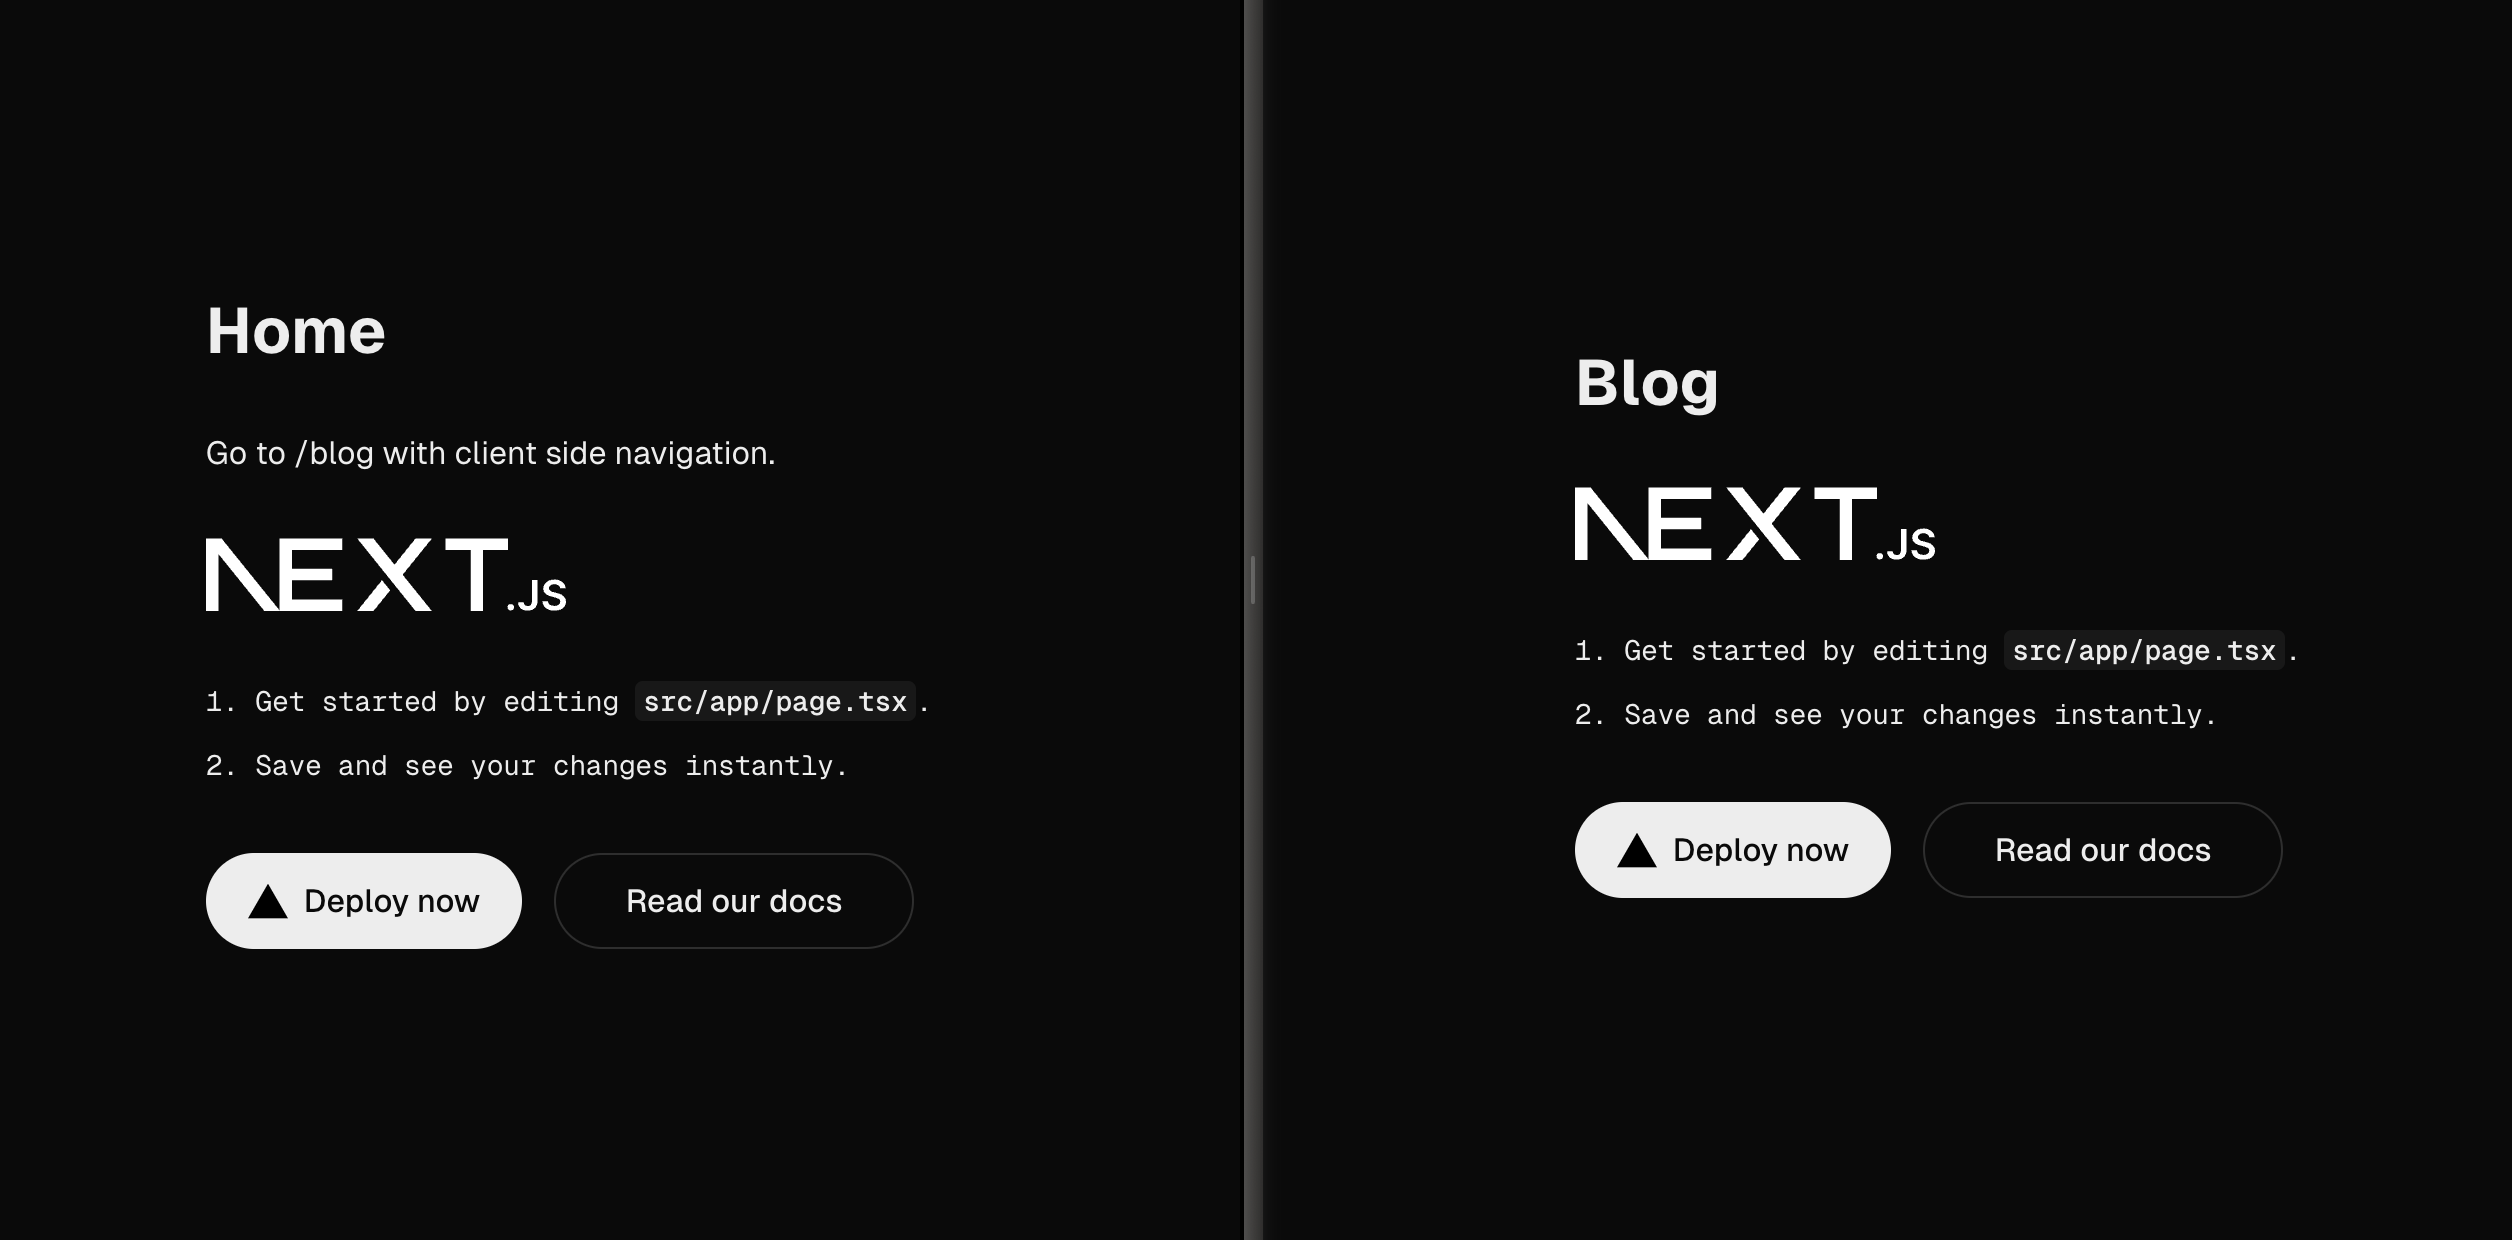 Home
Go to /blog with client side navigation.
NEXT.JS
1. Get started by editing src/app/page.tsx.
2. Save and see your changes instantly.
Deploy now
Read our docs
Blog
NEXT.JS
1. Get started by editing src/app/page.tsx.
2. Save and see your changes instantly.
Deploy now
Read our docs